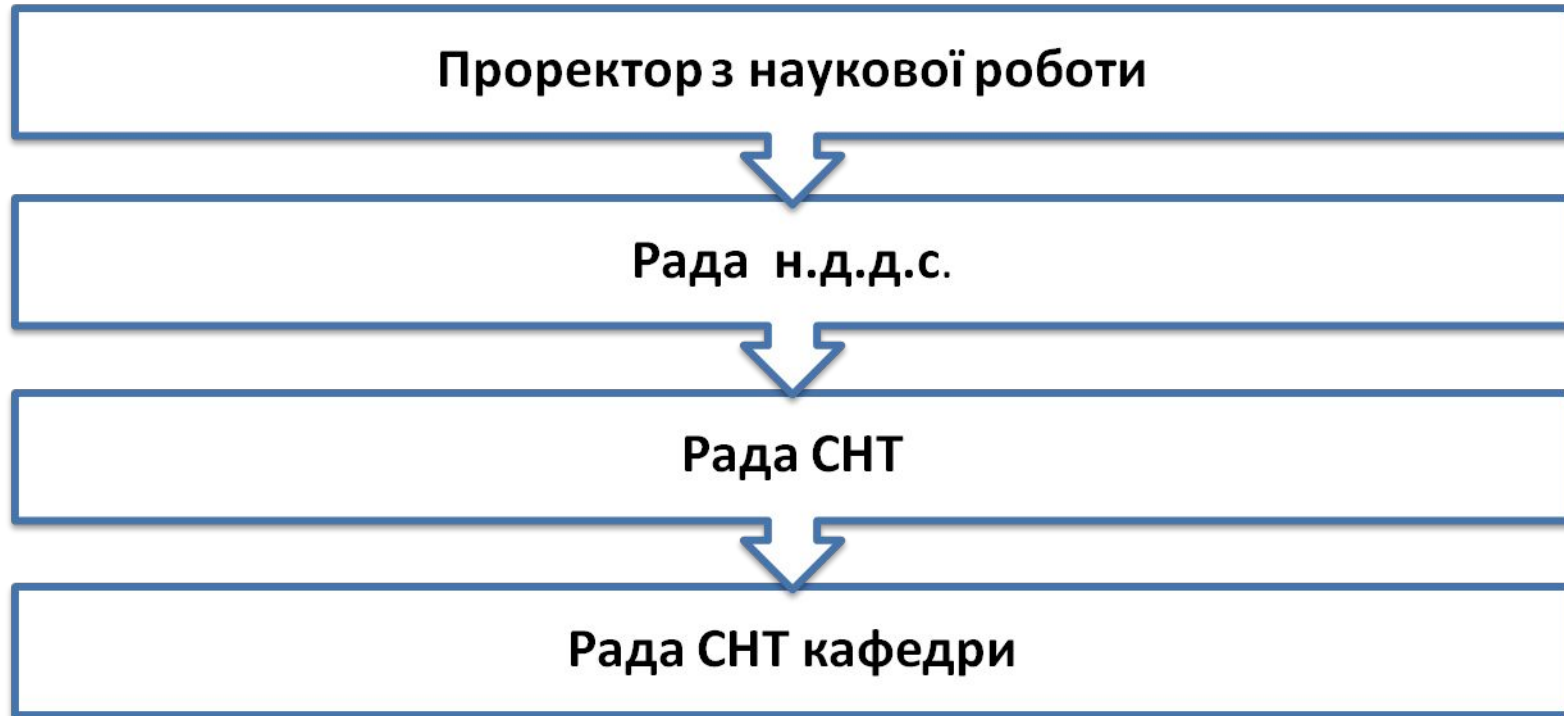 Проректор з наукової роботи
Рада н.д.д.с.
Рада СНТ
Рада СНТ кафедри